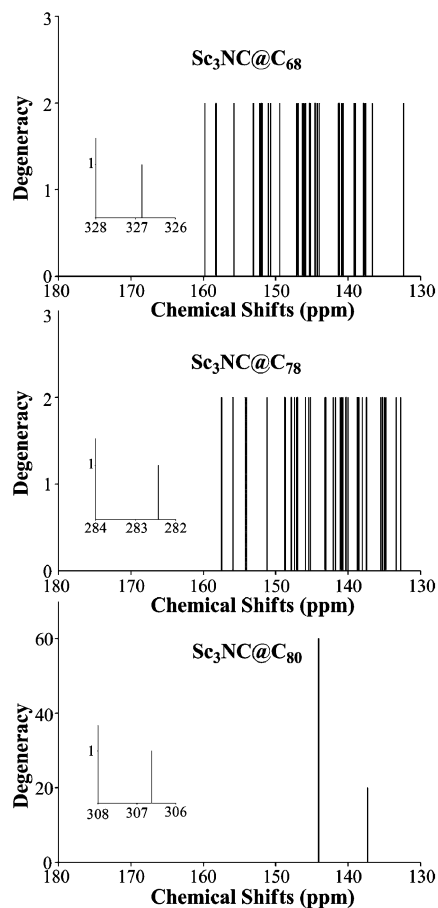 3
Sc3NC@C68
2
Degeneracy
1
1
328 327 326
0
180 170 160 150 140 130
Chemical Shifts (ppm)
3
Sc3NC@C78
2
Degeneracy
1
1
284 283 282
0
180 170 160 150 140 130
Chemical Shifts (ppm)
60
Sc3NC@C80
40
Degeneracy
1
20
308 307 306
0
180 170 160 150 140 130
Chemical Shifts (ppm)